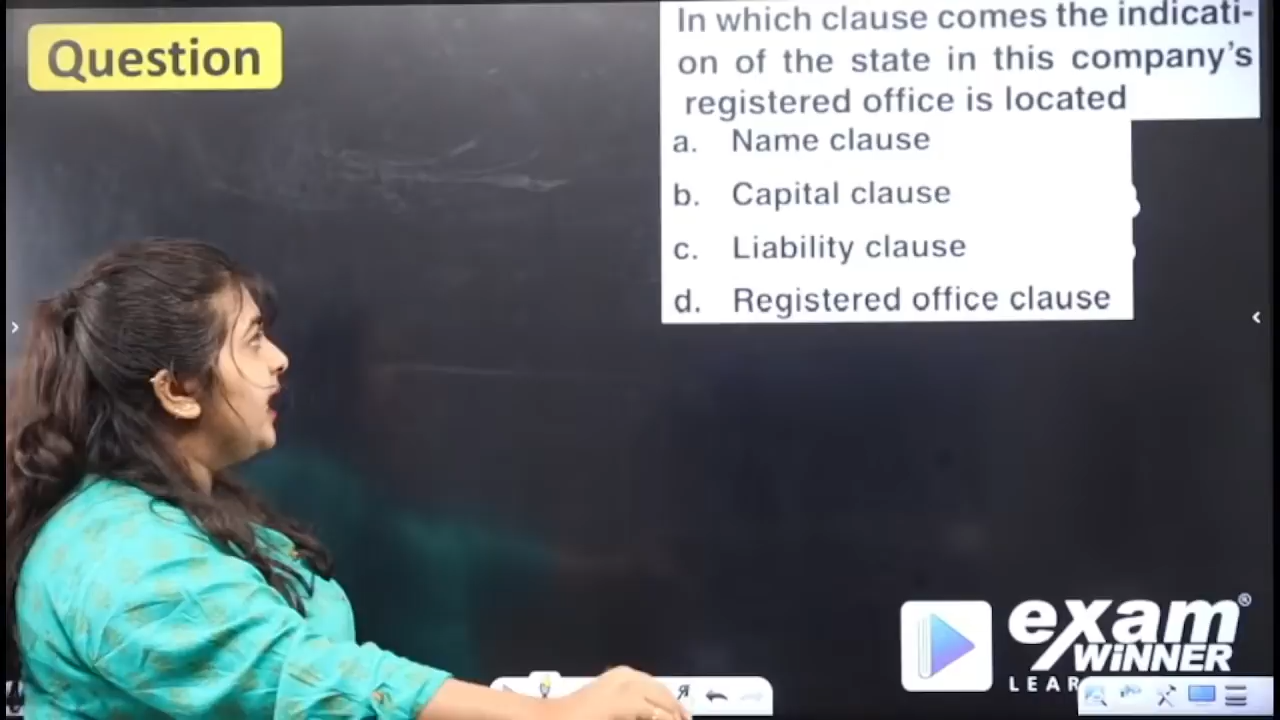 Question
In which clause comes the indicati-
on of the state in this company's
registered office is located
a. Name clause
b. Capital clause
c. Liability clause
d. Registered office clause
exam
WiNNER
LEAR